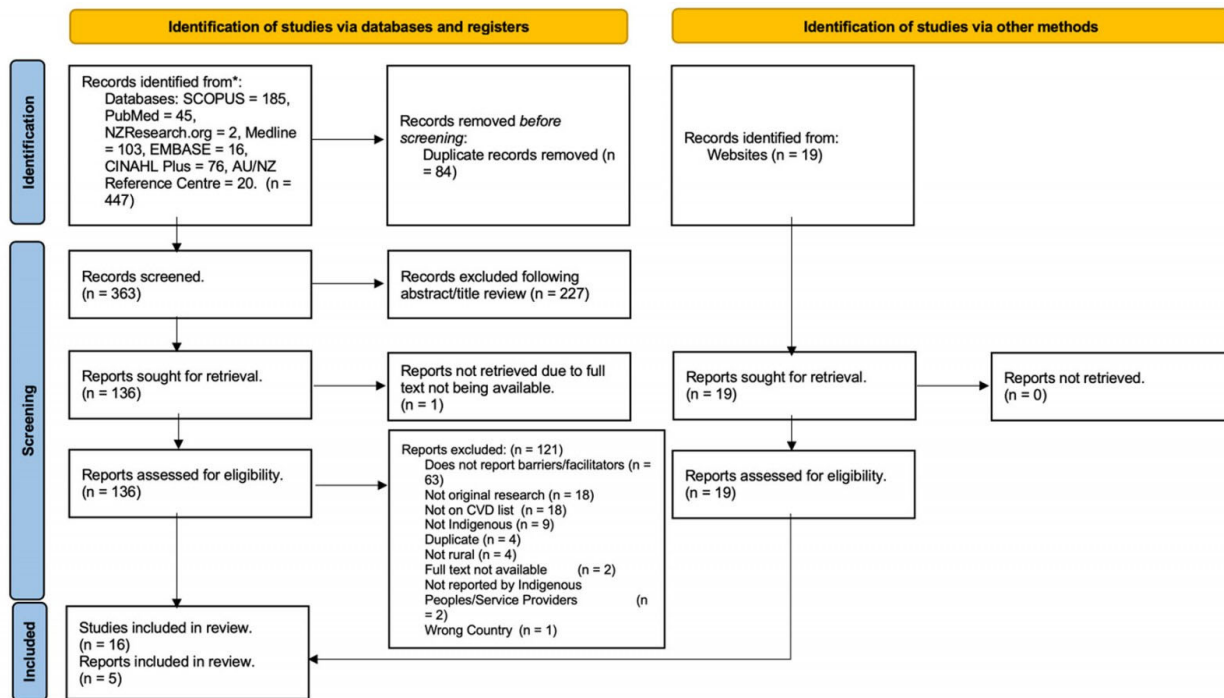 Identification of studies via databases and registers
Identification of studies via other methods
Identification
Records identified from*:
Databases: SCOPUS = 185,
PubMed = 45,
NZResearch.org = 2, Medline
= 103, EMBASE = 16,
CINAHL Plus = 76, AU/NZ
Reference Centre = 20.  (n =
447)
Records removed before
screening:
Duplicate records removed (n
= 84)
Records identified from:
Websites (n = 19)
Screening
Records screened.
(n = 363)
Records excluded following
abstract/title review (n = 227)
Reports sought for retrieval.
(n = 136)
Reports not retrieved due to full
text not being available.
(n = 1)
Reports sought for retrieval.
(n = 19)
Reports not retrieved.
(n = 0)
Reports assessed for eligibility.
(n = 136)
Reports excluded: (n = 121)
Does not report barriers/facilitators (n =
63)
Not original research (n = 18)
Not on CVD list  (n = 18)
Not Indigenous (n = 9)
Duplicate (n = 4)
Not rural (n = 4)
Full text not available (n = 2)
Not reported by Indigenous
Peoples/Service Providers (n
= 2)
Wrong Country (n = 1)
Reports assessed for eligibility.
(n = 19)
Included
Studies included in review.
(n = 16)
Reports included in review.
(n = 5)